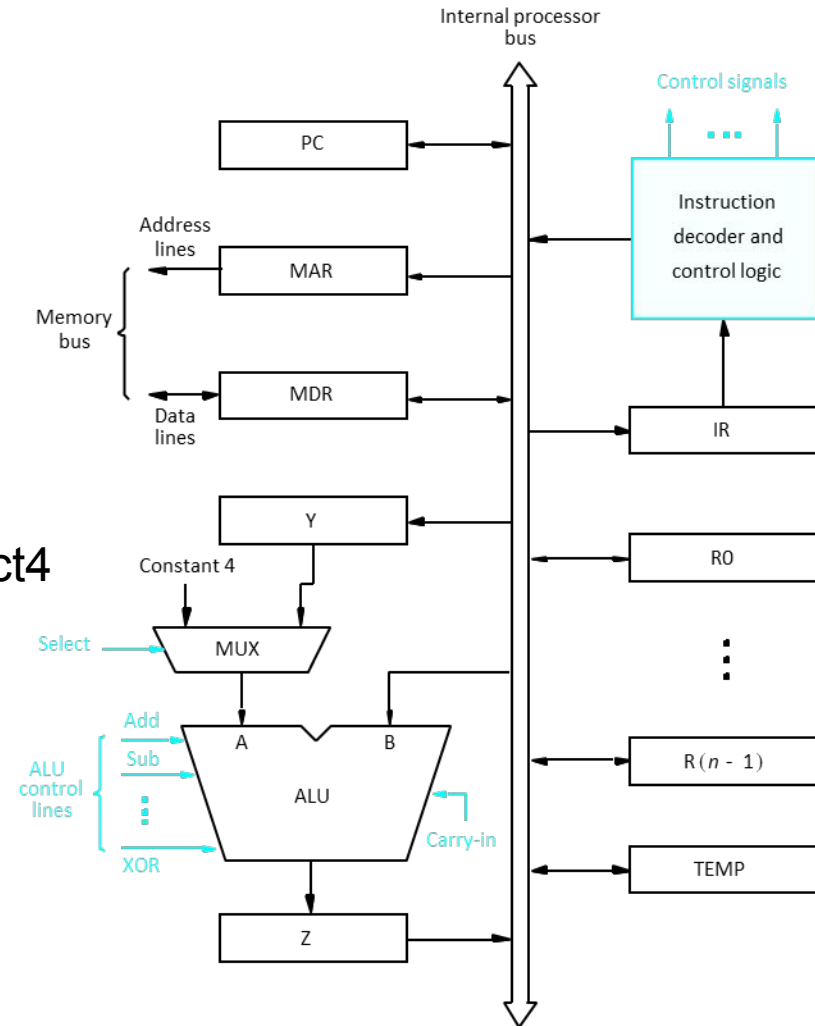 Internal processor
bus
Control signals
PC
Instruction
decoder and
control logic
Address
lines
MAR
Memory
bus
MDR
Data
lines
IR
Y
ct4
Constant 4
R0
Select
MUX
Add
A
B
Sub
R(n - 1)
ALU
control
lines
ALU
Carry-in
XOR
TEMP
Z